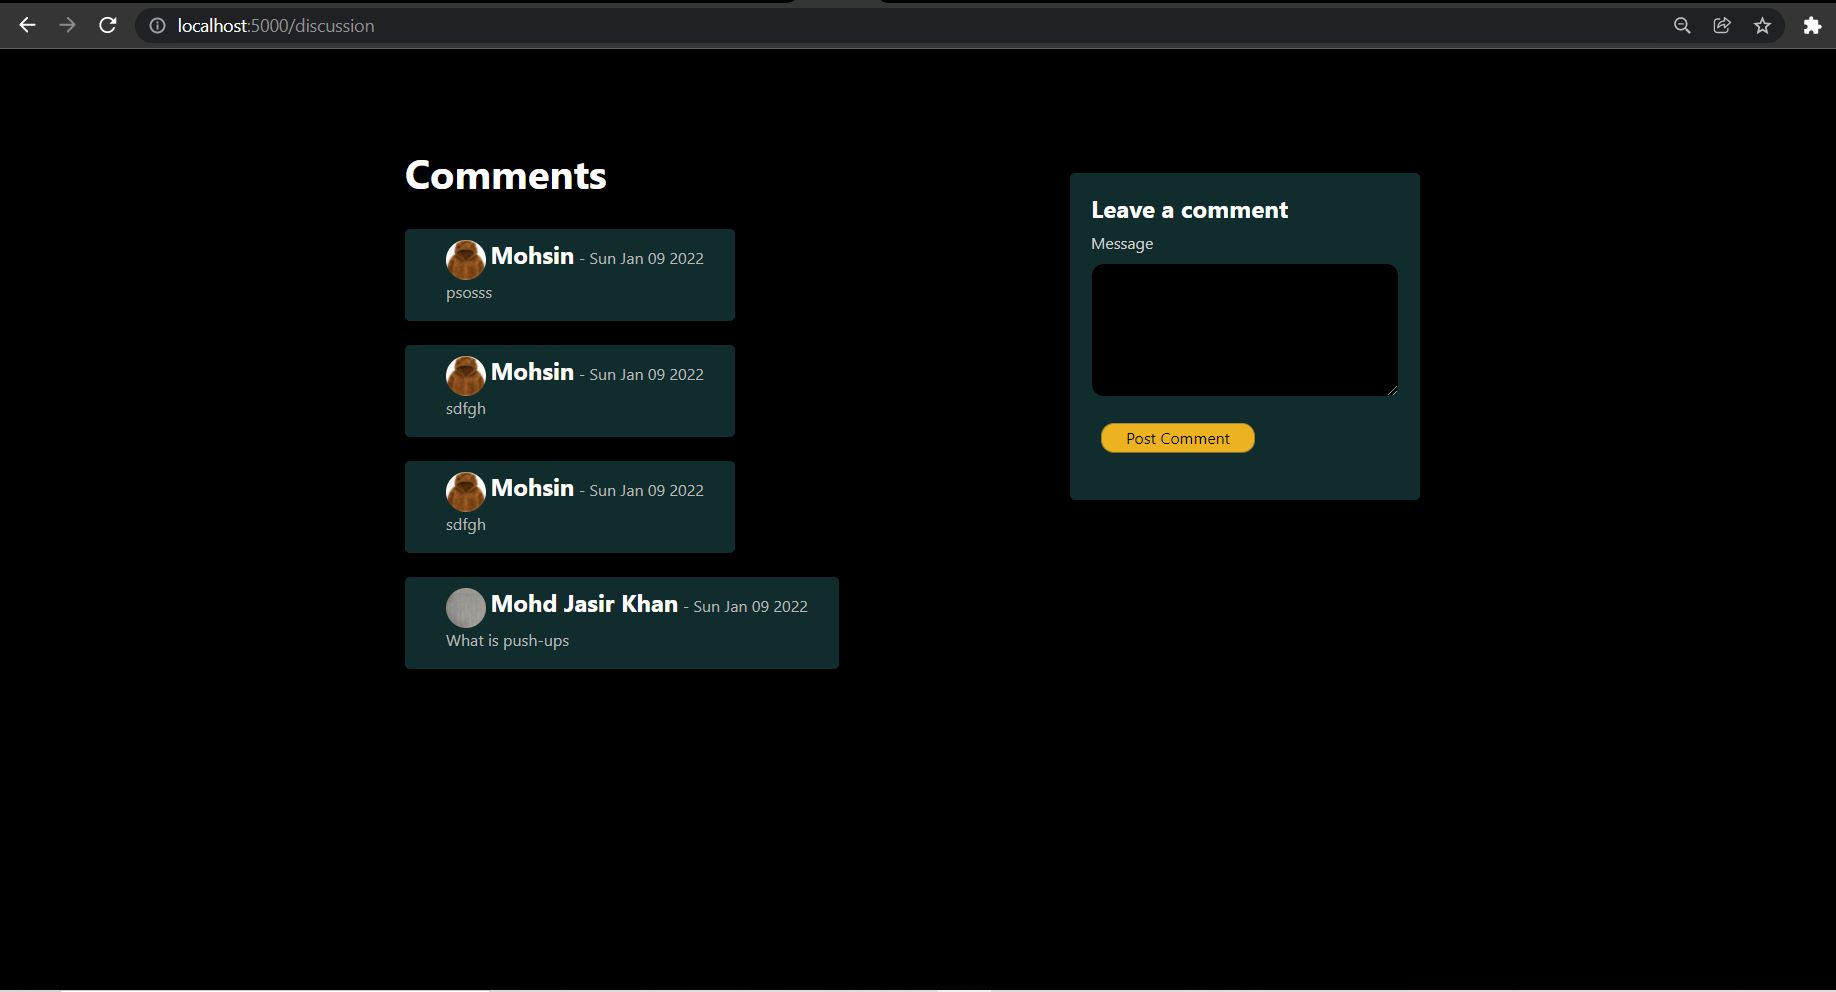 localhost:5000/discussion
Comments
Mohsin - Sun Jan 09 2022
psosss
Mohsin - Sun Jan 09 2022
sdfgh
Mohsin - Sun Jan 09 2022
sdfgh
Mohd Jasir Khan - Sun Jan 09 2022
What is push-ups
Leave a comment
Message
Post Comment